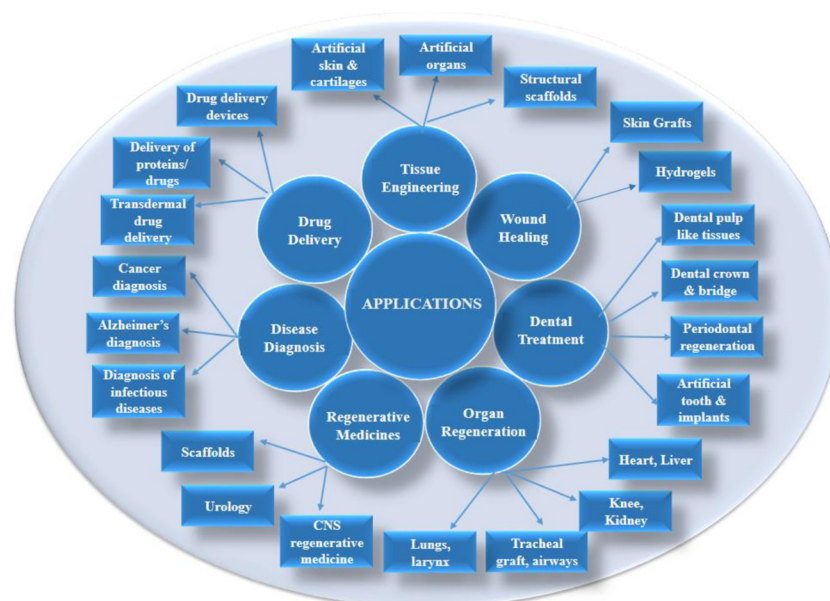 Artificial
skin &
cartilages
Artificial
organs
Structural
scaffolds
Drug delivery
devices
Delivery of
proteins/
drugs
Transdermal
drug
delivery
Cancer
diagnosis
Alzheimer's
diagnosis
Diagnosis of
infectious
diseases
Scaffolds
Urology
CNS
regenerative
medicine
Lungs,
larynx
Tracheal
graft, airways
Knee,
Kidney
Heart, Liver
Artificial
tooth &
implants
Periodontal
regeneration
Dental crown
& bridge
Dental pulp
like tissues
Hydrogels
Skin Grafts
Tissue
Engineering
Wound
Healing
Dental
Treatment
Organ
Regeneration
Regenerative
Medicines
Disease
Diagnosis
Drug
Delivery
APPLICATIONS